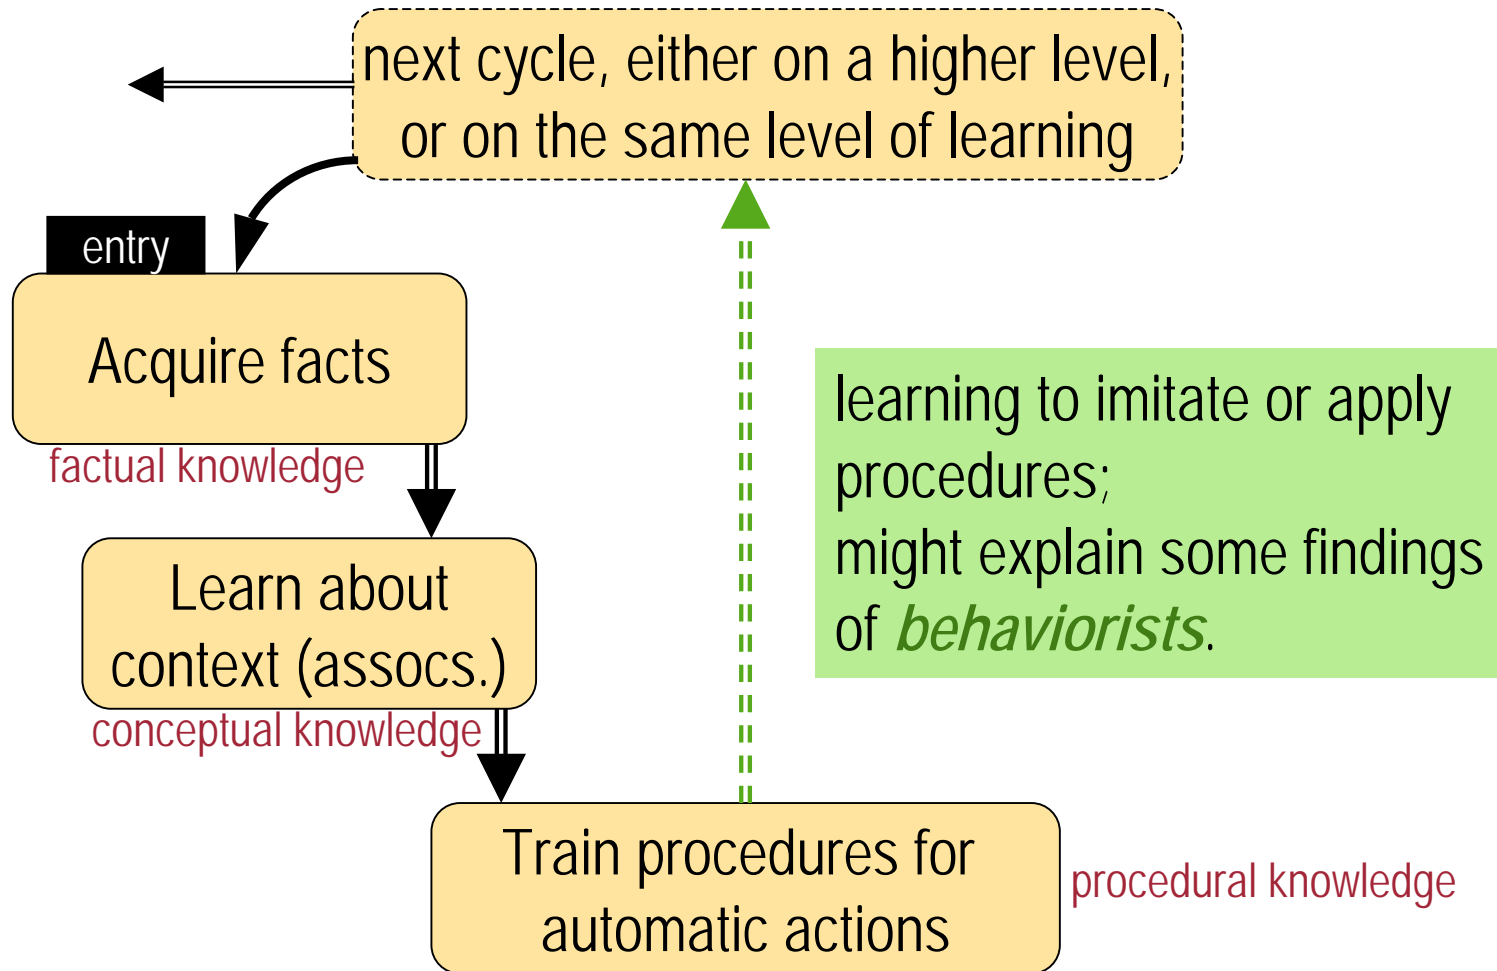 next cycle, either on a higher level,
or on the same level of learning
entry
Acquire facts
factual knowledge
learning to imitate or apply
procedures;
might explain some findings
of behaviorists.
Learn about
context (assocs.)
conceptual knowledge
Train procedures for
automatic actions
procedural knowledge